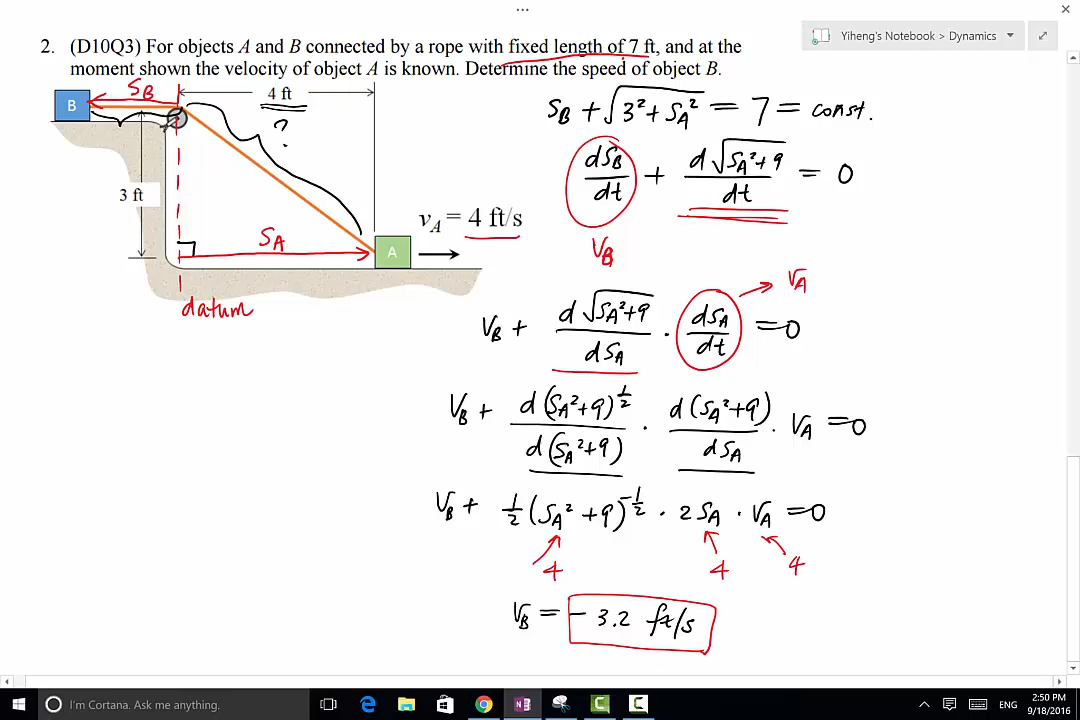 Yiheng's Notebook > Dynamics
2. (D10Q3) For objects A and B connected by a rope with fixed length of 7 ft, and at the
moment shown the velocity of object A is known. Determine the speed of object B.
S_B
4 ft
B
?
3 ft
v_A = 4 ft/s
S_A
A
datum
S_B + √(3² + S_A²) = 7 = const.
dS_B/dt + d√(S_A²+9)/dt = 0
V_B
V_A
V_B + d√(S_A²+9)/dS_A · dS_A/dt = 0
V_B + d(S_A²+9)^½/d(S_A²+9) · d(S_A²+9)/dS_A · V_A = 0
V_B + ½(S_A² + 9)^-½ · 2 S_A · V_A = 0
4 4 4
V_B = - 3.2 ft/s
I'm Cortana. Ask me anything.
ENG
2:50 PM
9/18/2016